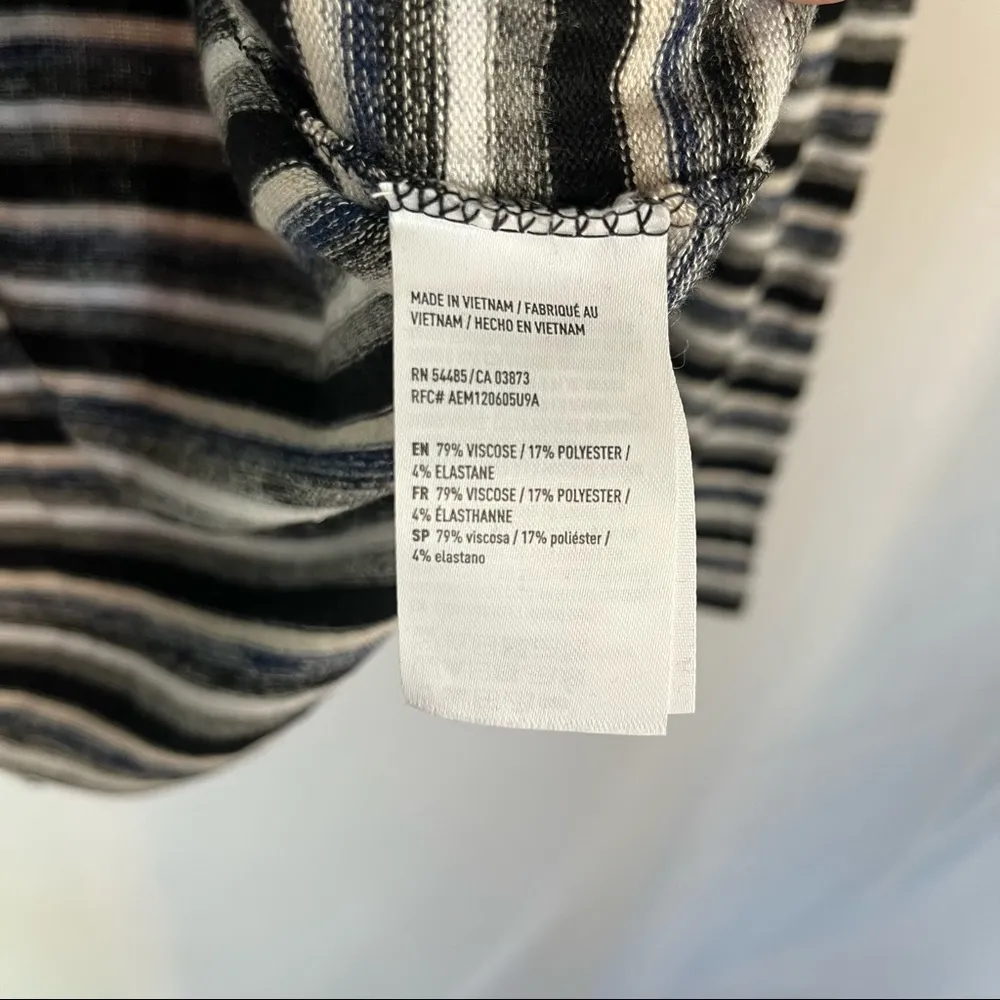 MADE IN VIETNAM / FABRIQUÉ AU
VIETNAM / HECHO EN VIETNAM
RN 54485/CA 03873
RFC# AEM120605U9A
EN 79% VISCOSE / 17% POLYESTER /
4% ELASTANE
FR 79% VISCOSE / 17% POLYESTER /
4% ÉLASTHANNE
SP 79% viscosa / 17% poliéster /
4% elastano